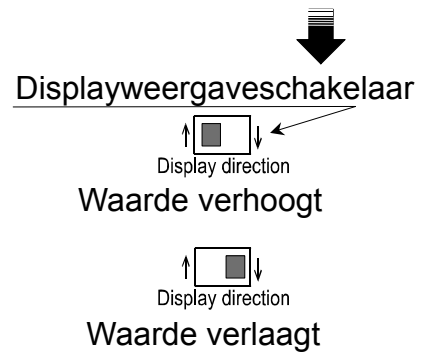 Displayweergaveschakelaar
Display direction
Waarde verhoogt
Display direction
Waarde verlaagt